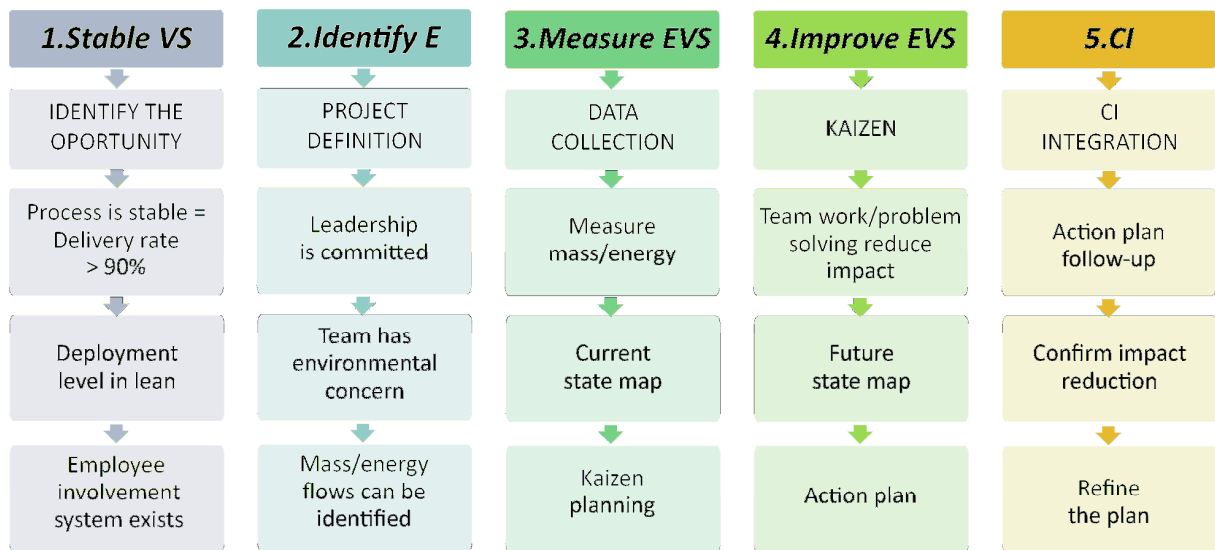 1.Stable VS
IDENTIFY THE
OPORTUNITY
Process is stable =
Delivery rate
> 90%
Deployment
level in lean
Employee
involvement
system exists
2.Identify E
PROJECT
DEFINITION
Leadership
is committed
Team has
environmental
concern
Mass/energy
flows can be
identified
3.Measure EVS
DATA
COLLECTION
Measure
mass/energy
Current
state map
Kaizen
planning
4.Improve EVS
KAIZEN
Team work/problem
solving reduce
impact
Future
state map
Action plan
5.CI
CI
INTEGRATION
Action plan
follow-up
Confirm impact
reduction
Refine
the plan